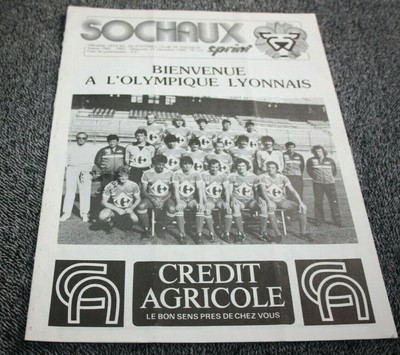 SOCHAUX
sprint
BIENVENUE
A L'OLYMPIQUE LYONNAIS
CREDIT
AGRICOLE
LE BON SENS PRES DE CHEZ VOUS